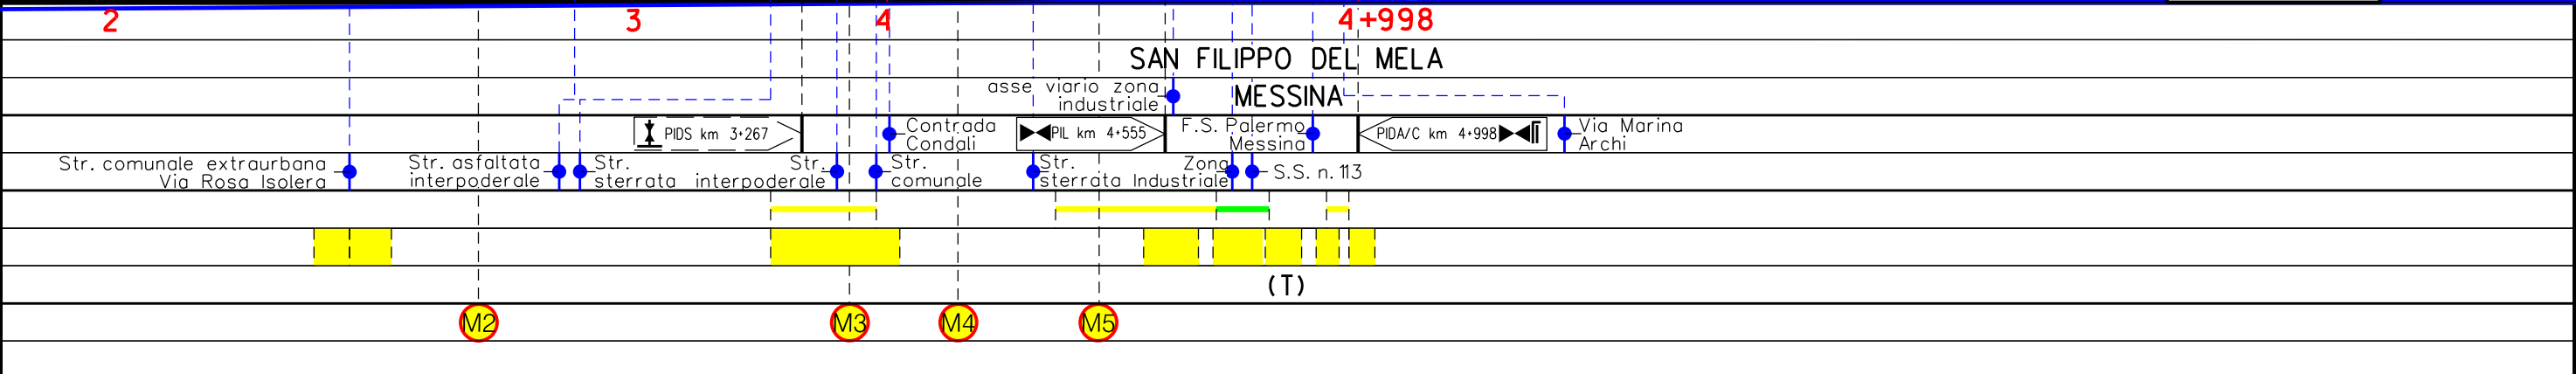 2 3 4 4+998
SAN FILIPPO DEL MELA
asse viario zona
industriale
MESSINA
PIDS km 3+267
Contrada
Condali
PIL km 4+555
F.S. Palermo
Messina
PIDA/C km 4+998
Via Marina
Archi
Str. comunale extraurbana
Via Rosa Isolera
Str. asfaltata
interpoderale
Str.
sterrata
Str.
interpoderale
Str.
comunale
Str.
sterrata
Zona
Industriale
S.S. n. 113
(T)
M2 M3 M4 M5